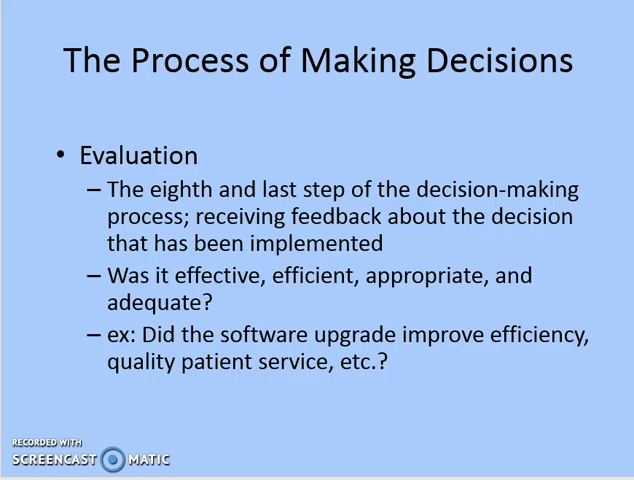 The Process of Making Decisions
• Evaluation
– The eighth and last step of the decision-making
process; receiving feedback about the decision
that has been implemented
– Was it effective, efficient, appropriate, and
adequate?
– ex: Did the software upgrade improve efficiency,
quality patient service, etc.?
RECORDED WITH
SCREENCAST MATIC